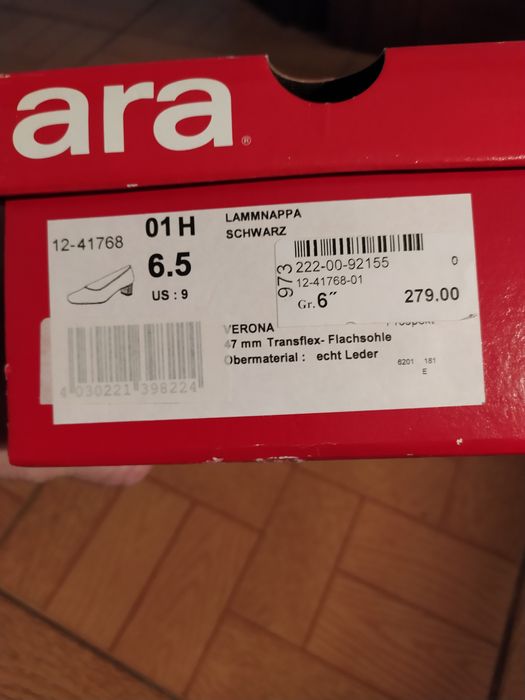 ara®
12-41768
01 H
6.5
US : 9
LAMMNAPPA
SCHWARZ
973
222-00-92155 0
12-41768-01
Gr. 6" 279.00
VERONA
47 mm Transflex- Flachsohle
Obermaterial : echt Leder
6201 181
E
4 030221 398224